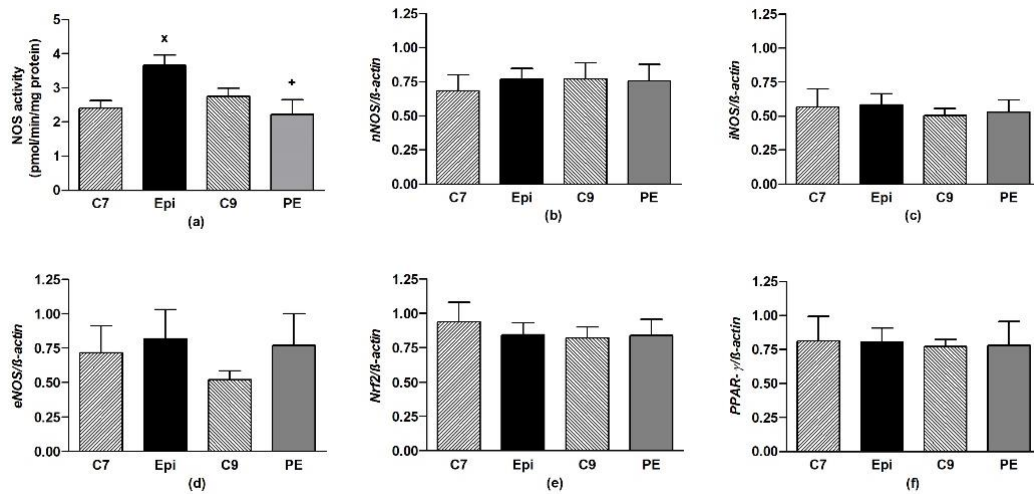 NOS activity
(pmol/min/mg protein)
5
4
3
2
1
0
x
+
C7 Epi C9 PE
(a)
nNOS/ß-actin
1.25
1.00
0.75
0.50
0.25
0.00
C7 Epi C9 PE
(b)
iNOS/ß-actin
1.25
1.00
0.75
0.50
0.25
0.00
C7 Epi C9 PE
(c)
eNOS/ß-actin
1.25
1.00
0.75
0.50
0.25
0.00
C7 Epi C9 PE
(d)
Nrf2/ß-actin
1.25
1.00
0.75
0.50
0.25
0.00
C7 Epi C9 PE
(e)
PPAR- γ/ß-actin
1.25
1.00
0.75
0.50
0.25
0.00
C7 Epi C9 PE
(f)